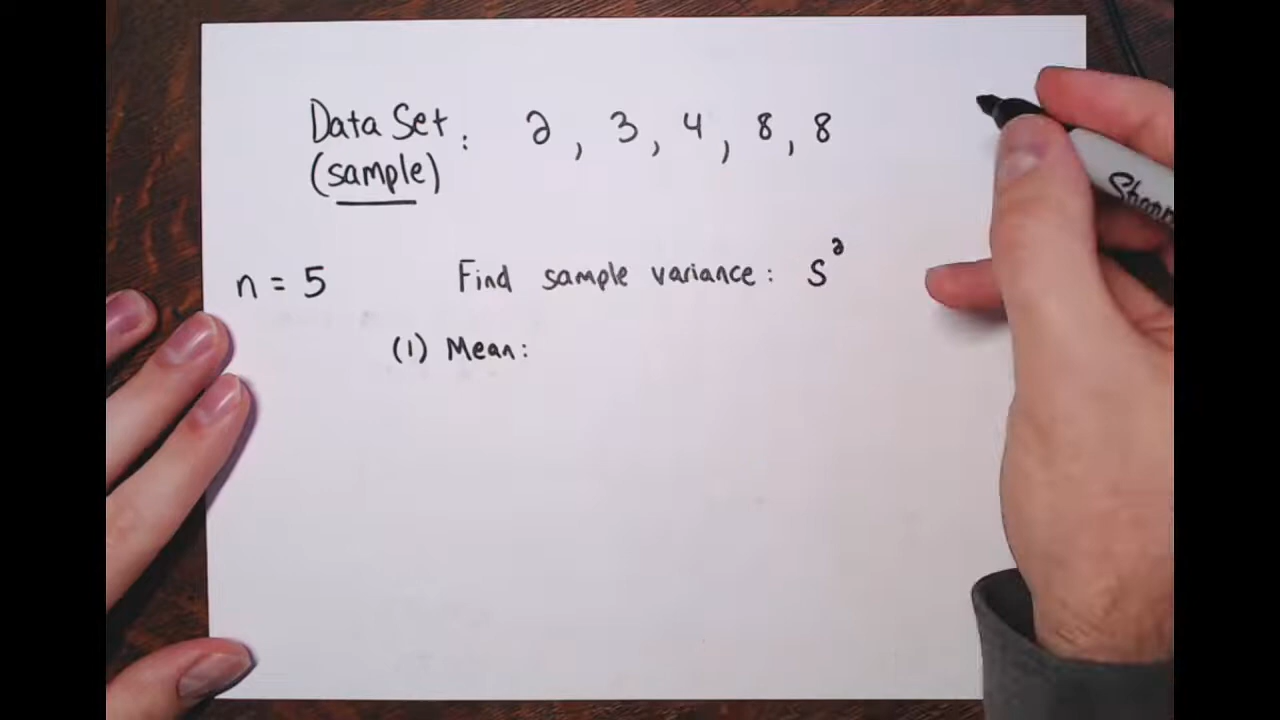 Data Set: 2, 3, 4, 8, 8
(sample)
n = 5 Find sample variance: S²
(1) Mean: